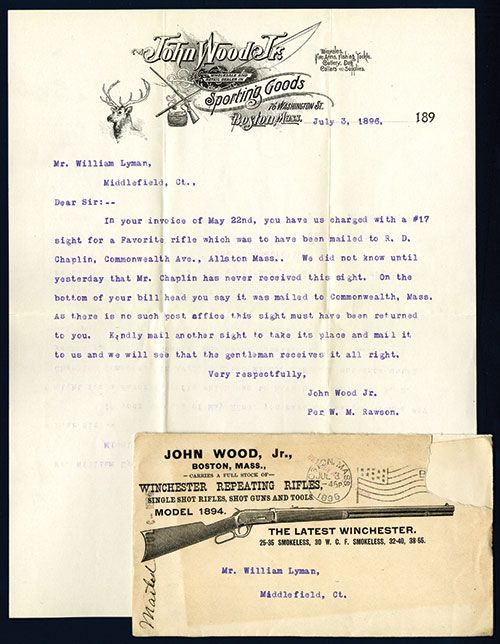 John Wood Jr.
WHOLESALE AND
RETAIL DEALER IN
Sporting Goods
76 WASHINGTON ST.
Boston Mass.
Bicycles,
Fire Arms, Fishing Tackle,
Cutlery, Dog
Collars and Supplies.
July 3, 1896, 189
Mr. William Lyman,
Middlefield, Ct.,
Dear Sir:--
In your invoice of May 22nd, you have us charged with a #17
sight for a Favorite rifle which was to have been mailed to R. D.
Chaplin, Commonwealth Ave., Allston Mass.. We did not know until
yesterday that Mr. Chaplin has never received this sight. On the
bottom of your bill head you say it was mailed to Commonwealth, Mass.
As there is no such post office this sight must have been returned
to you. Kindly mail another sight to take its place and mail it
to us and we will see that the gentleman receives it all right.
Very respectfully,
John Wood Jr.
Per W. M. Rawson.
JOHN WOOD, Jr.,
BOSTON, MASS.,
—CARRIES A FULL STOCK OF—
WINCHESTER REPEATING RIFLES,
SINGLE SHOT RIFLES, SHOT GUNS AND TOOLS.
MODEL 1894.
BOSTON, MASS.
JUL 3
1896
THE LATEST WINCHESTER.
25-35 SMOKELESS, 30 W. C. F. SMOKELESS, 32-40, 38-55.
Mr. William Lyman,
Middlefield, Ct.
Mailed